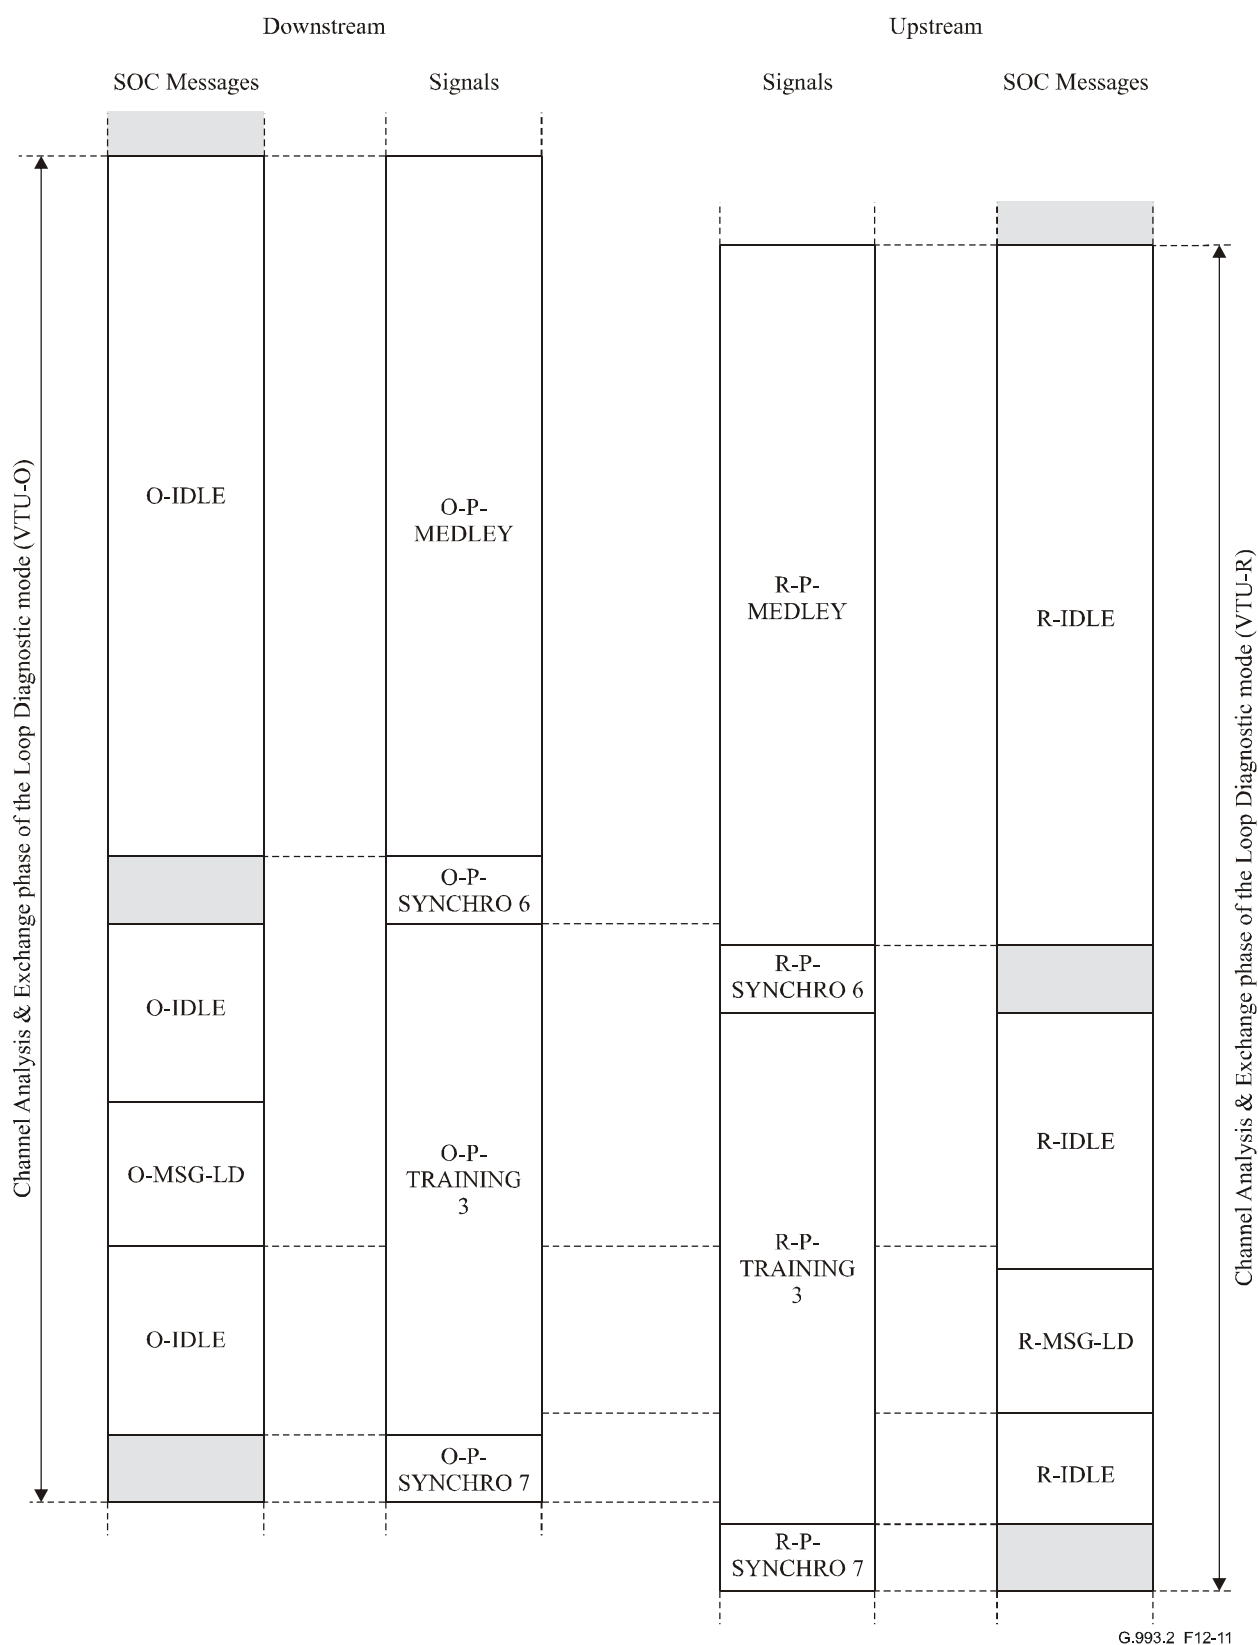 Downstream
Upstream
SOC Messages
Signals
Signals
SOC Messages
Channel Analysis & Exchange phase of the Loop Diagnostic mode (VTU-O)
O-IDLE
O-P-
MEDLEY
R-P-
MEDLEY
R-IDLE
Channel Analysis & Exchange phase of the Loop Diagnostic mode (VTU-R)
O-P-
SYNCHRO 6
R-P-
SYNCHRO 6
O-IDLE
O-MSG-LD
O-P-
TRAINING
3
R-IDLE
R-P-
TRAINING
3
O-IDLE
R-MSG-LD
O-P-
SYNCHRO 7
R-IDLE
R-P-
SYNCHRO 7
G.993.2_F12-11